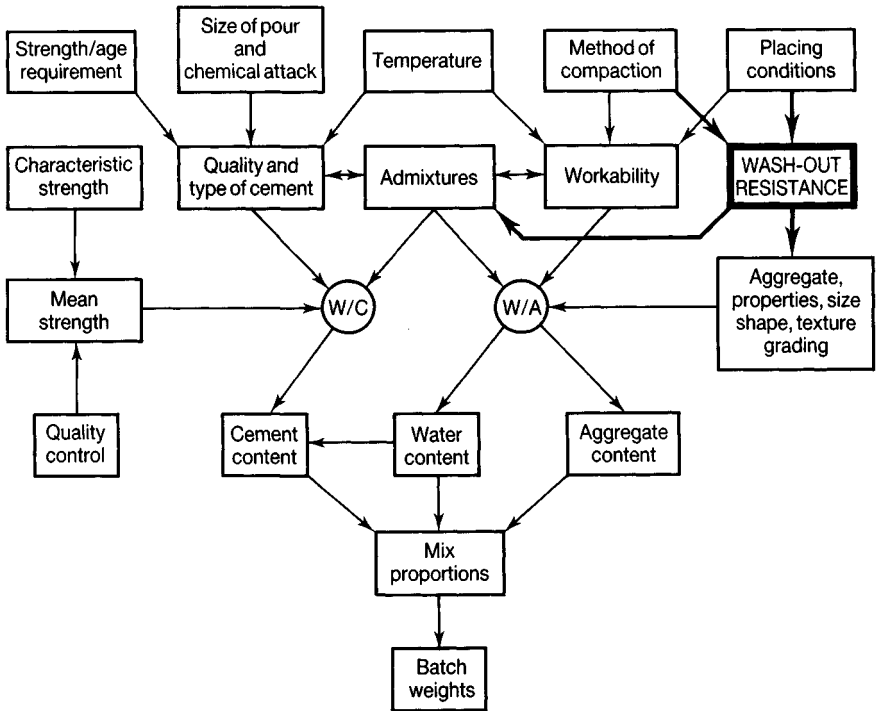 Strength/age
requirement
Size of pour
and
chemical attack
Temperature
Method of
compaction
Placing
conditions
Characteristic
strength
Quality and
type of cement
Admixtures
Workability
WASH-OUT
RESISTANCE
Mean
strength
W/C
W/A
Aggregate,
properties, size
shape, texture
grading
Quality
control
Cement
content
Water
content
Aggregate
content
Mix
proportions
Batch
weights